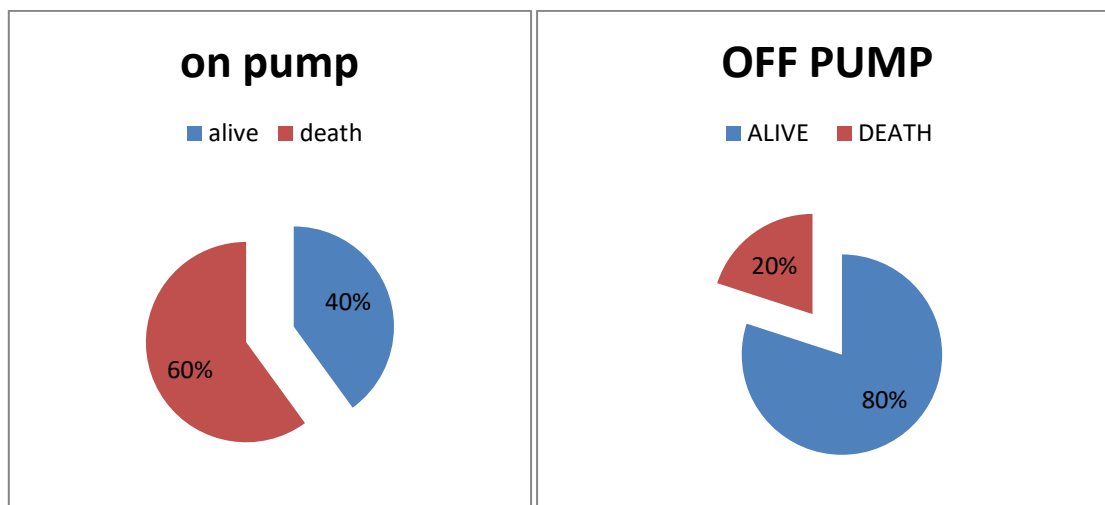 on pump
alive death
40%
60%
OFF PUMP
ALIVE DEATH
20%
80%